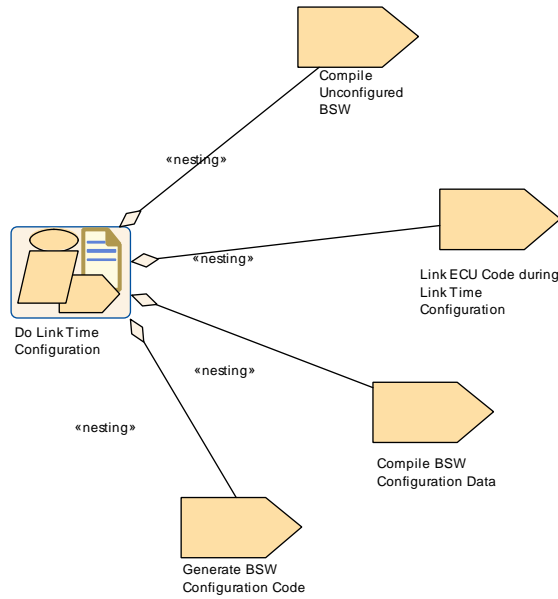 Compile
Unconfigured
BSW
«nesting»
Link ECU Code during
Link Time
Configuration
«nesting»
Do Link Time
Configuration
«nesting»
Compile BSW
Configuration Data
«nesting»
Generate BSW
Configuration Code